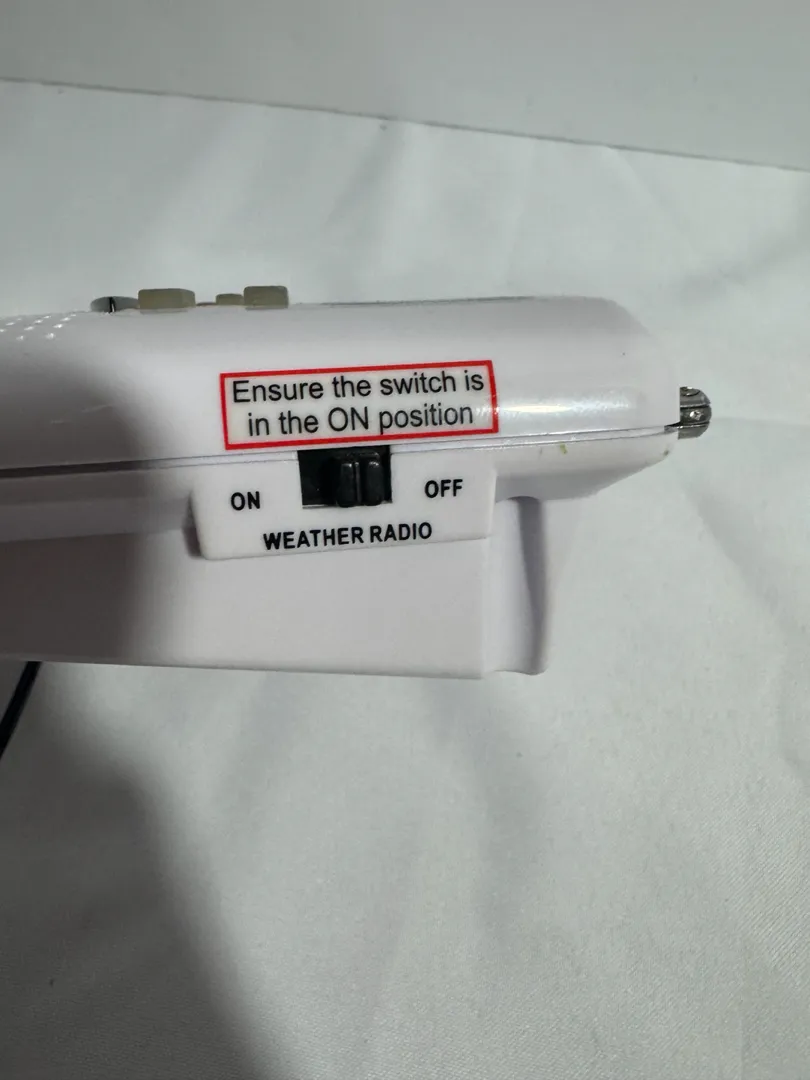 Ensure the switch is
in the ON position
ON OFF
WEATHER RADIO